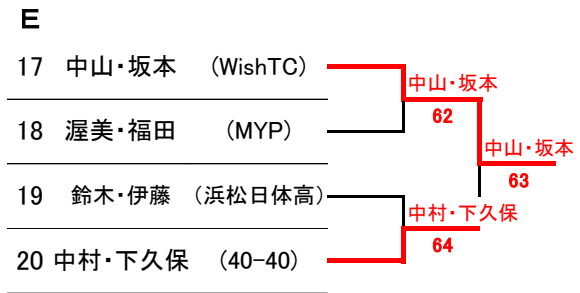 E
17 中山・坂本 (WishTC)
中山・坂本
62
18 渥美・福田 (MYP)
中山・坂本
63
19 鈴木・伊藤 (浜松日体高)
中村・下久保
64
20 中村・下久保 (40-40)